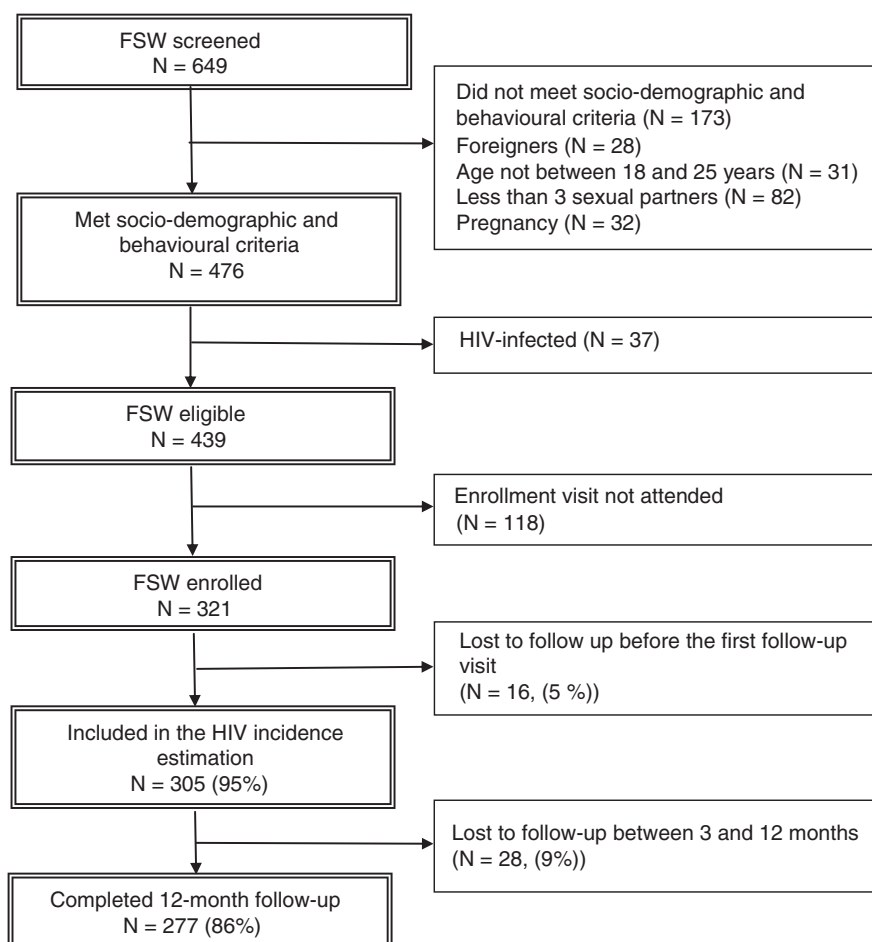 FSW screened
N = 649
Did not meet socio-demographic and
behavioural criteria (N = 173)
Foreigners (N = 28)
Age not between 18 and 25 years (N = 31)
Less than 3 sexual partners (N = 82)
Pregnancy (N = 32)
Met socio-demographic and
behavioural criteria
N = 476
HIV-infected (N = 37)
FSW eligible
N = 439
Enrollment visit not attended
(N = 118)
FSW enrolled
N = 321
Lost to follow up before the first follow-up
visit
(N = 16, (5 %))
Included in the HIV incidence
estimation
N = 305 (95%)
Lost to follow-up between 3 and 12 months
(N = 28, (9%))
Completed 12-month follow-up
N = 277 (86%)